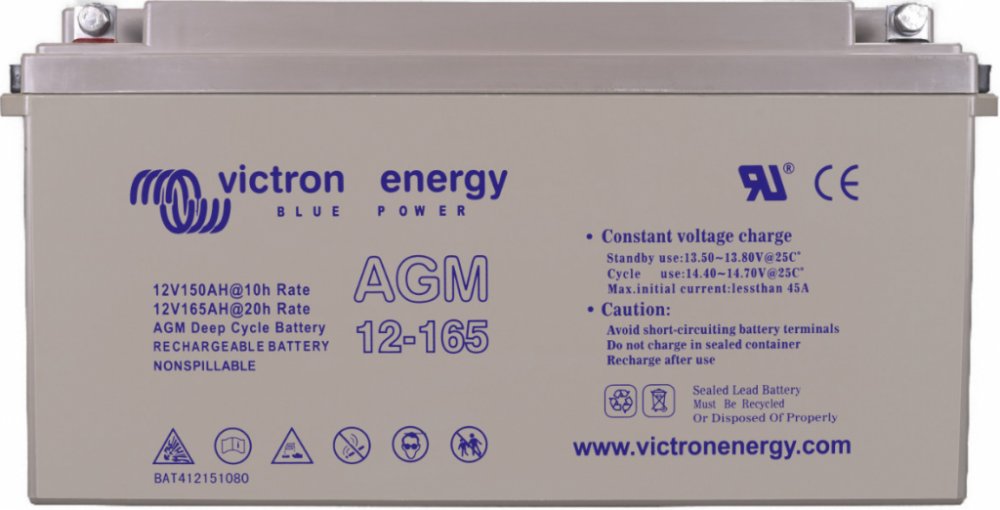 victron energy
BLUE POWER
AGM
12-165
12V150AH@10h Rate
12V165AH@20h Rate
AGM Deep Cycle Battery
RECHARGEABLE BATTERY
NONSPILLABLE
BAT412151080
RU® CE
• Constant voltage charge
Standby use:13.50~13.80V@25C°
Cycle use:14.40~14.70V@25C°
Max.initial current:lessthan 45A
• Caution:
Avoid short-circuiting battery terminals
Do not charge in sealed container
Recharge after use
Sealed Lead Battery
Must Be Recycled
Or Disposed Of Properly
www.victronenergy.com